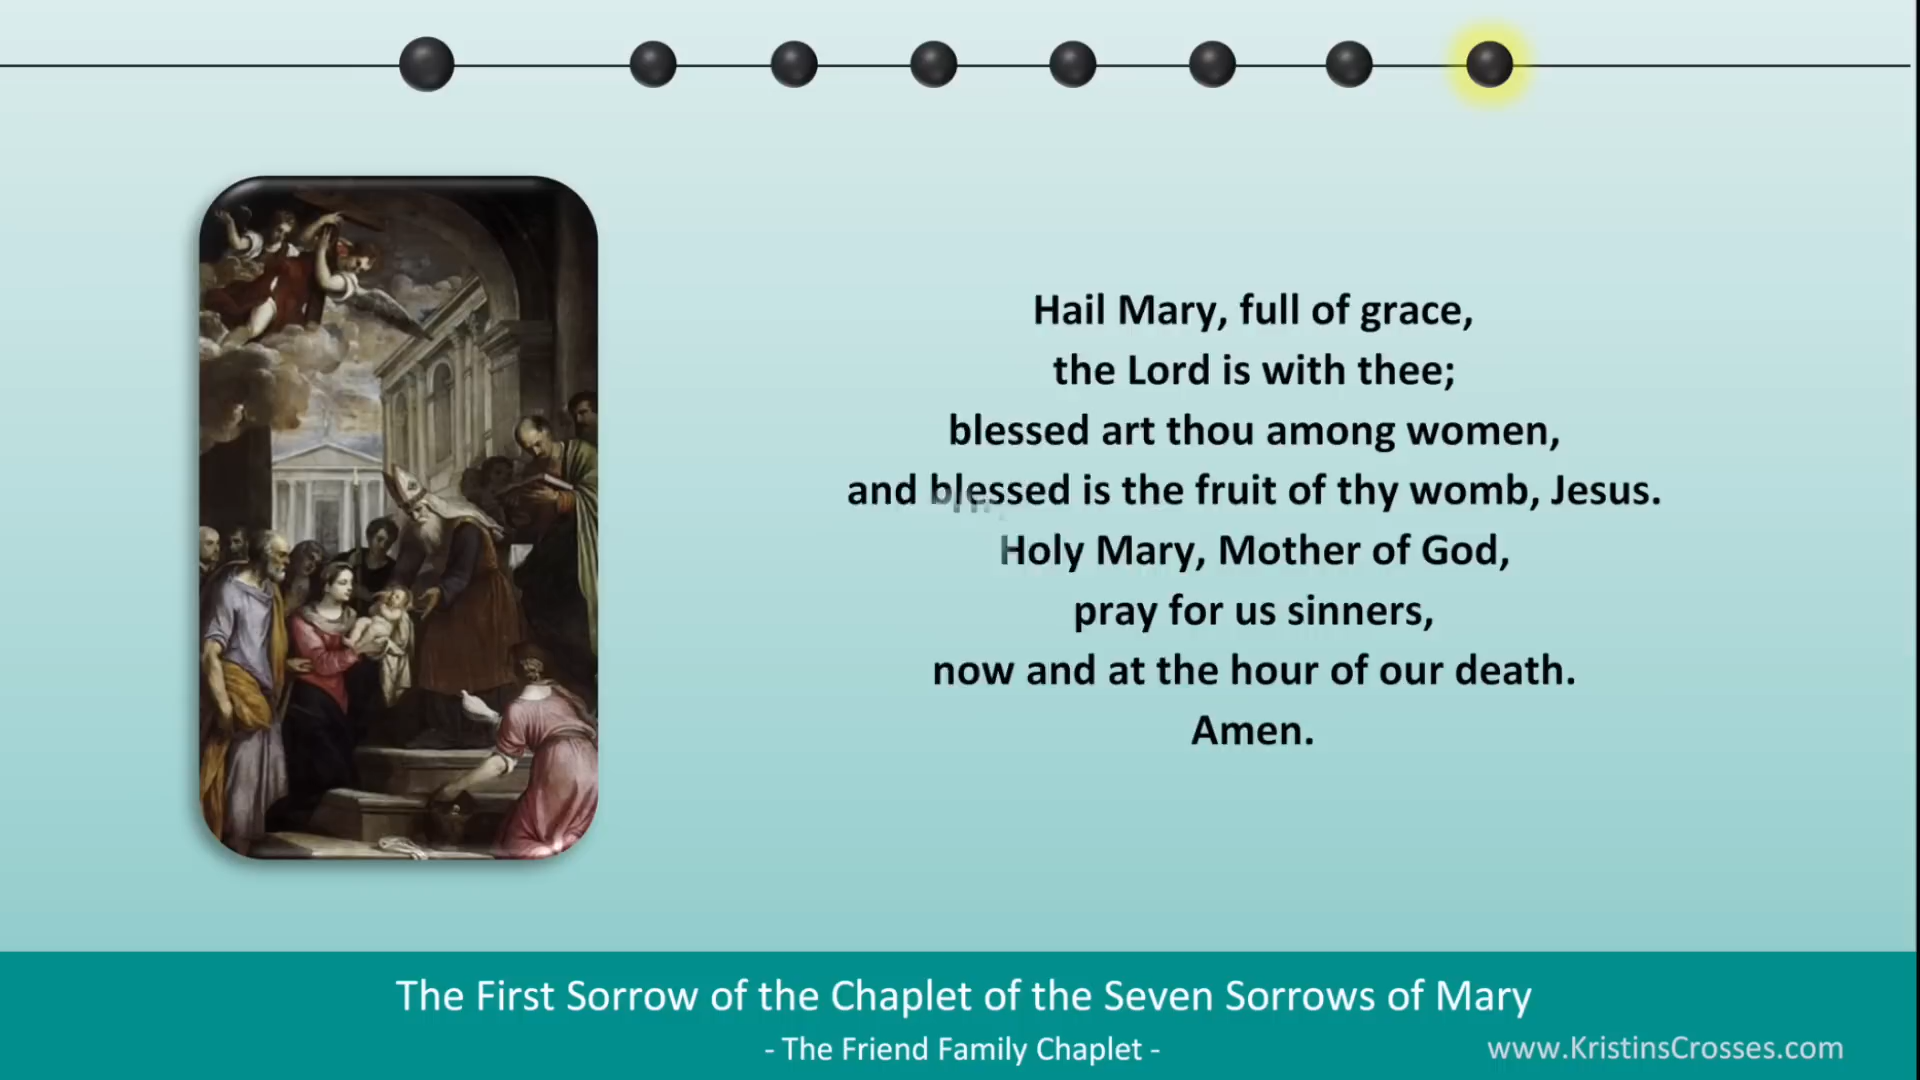 Hail Mary, full of grace,
the Lord is with thee;
blessed art thou among women,
and blessed is the fruit of thy womb, Jesus.
Holy Mary, Mother of God,
pray for us sinners,
now and at the hour of our death.
Amen.
The First Sorrow of the Chaplet of the Seven Sorrows of Mary
- The Friend Family Chaplet -
www.KristinsCrosses.com